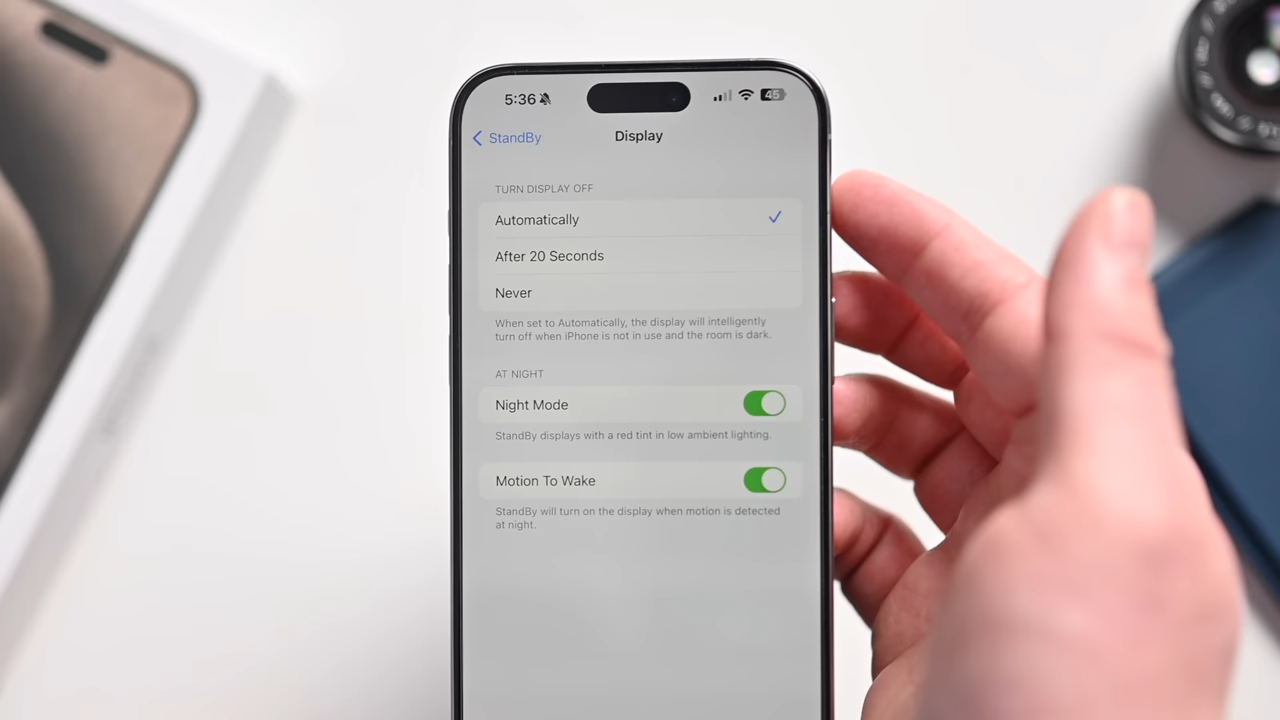 5:36
45
StandBy
Display
TURN DISPLAY OFF
Automatically
After 20 Seconds
Never
When set to Automatically, the display will intelligently
turn off when iPhone is not in use and the room is dark.
AT NIGHT
Night Mode
StandBy displays with a red tint in low ambient lighting.
Motion To Wake
StandBy will turn on the display when motion is detected
at night.